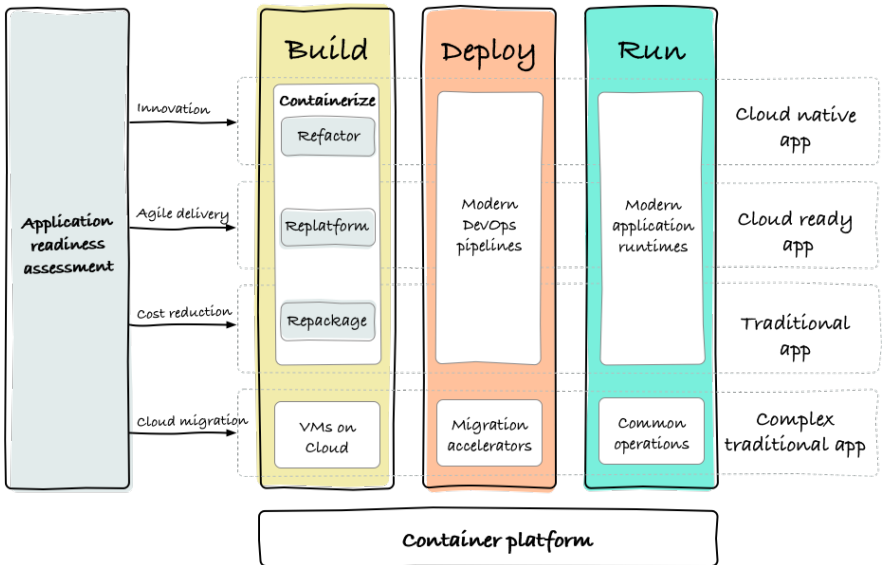 Build
Deploy
Run
Application
readiness
assessment
Innovation
Containerize
Refactor
Cloud native
app
Agile delivery
Replatform
Modern
DevOps
pipelines
Modern
application
runtimes
Cloud ready
app
Cost reduction
Repackage
Traditional
app
Cloud migration
VMs on
Cloud
Migration
accelerators
Common
operations
Complex
traditional app
Container platform